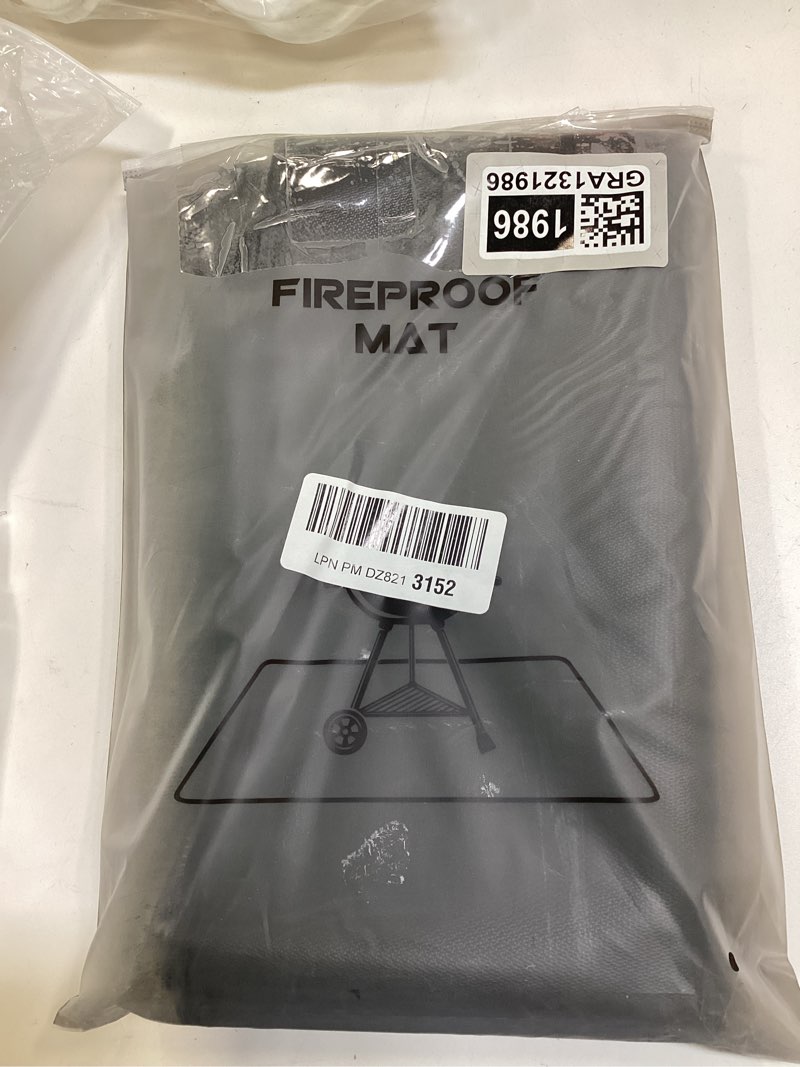 GRA1321986
1986
FIREPROOF
MAT
LPN PM DZ821 3152